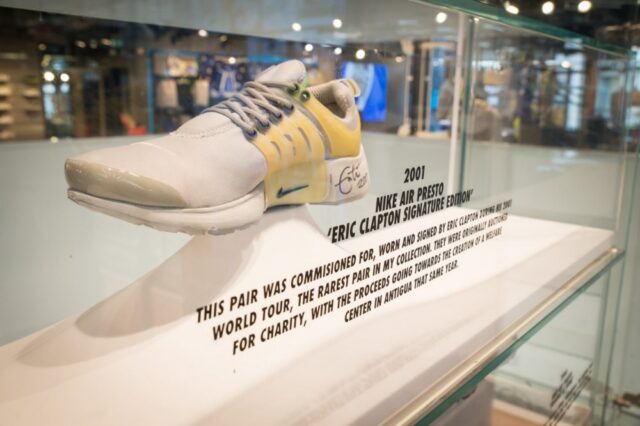 2001
NIKE AIR PRESTO
'ERIC CLAPTON SIGNATURE EDITION'
THIS PAIR WAS COMMISIONED FOR, WORN AND SIGNED BY ERIC CLAPTON DURING HIS 2001
WORLD TOUR, THE RAREST PAIR IN MY COLLECTION. THEY WERE ORIGINALLY AUCTIONED
FOR CHARITY, WITH THE PROCEEDS GOING TOWARDS THE CREATION OF A WELFARE
CENTER IN ANTIGUA THAT SAME YEAR.